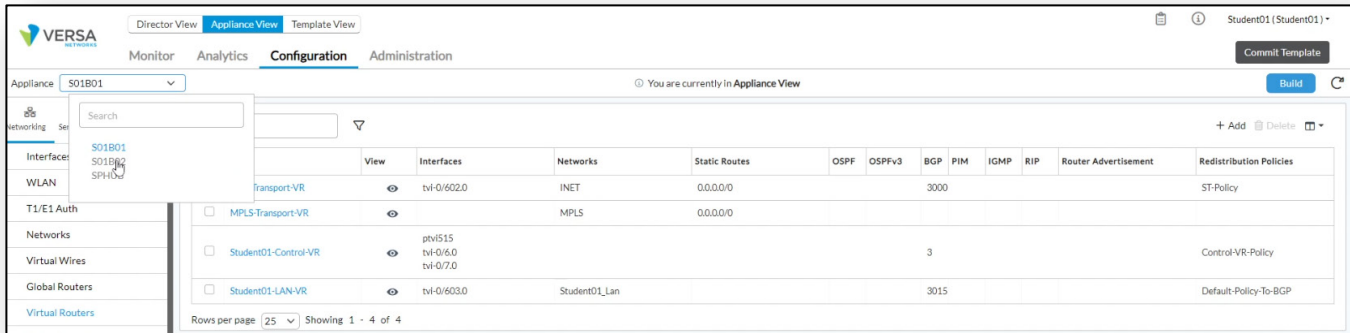 VERSA
NETWORKS
Director View Appliance View Template View
Student01 (Student01)
Monitor Analytics Configuration Administration
Commit Template
Appliance S01B01
You are currently in Appliance View
Build
Search
S01B01
S01B02
Networking
+ Add Delete
Interfaces
WLAN
T1/E1 Auth
Networks
Virtual Wires
Global Routers
Virtual Routers
View Interfaces Networks Static Routes OSPF OSPFv3 BGP PIM IGMP RIP Router Advertisement Redistribution Policies
Transport-VR tvi-0/602.0 INET 0.0.0.0/0 3000 ST-Policy
MPLS-Transport-VR MPLS 0.0.0.0/0
Student01-Control-VR ptvi515 3 Control-VR-Policy
tvi-0/6.0
tvi-0/7.0
Student01-LAN-VR tvi-0/603.0 Student01_Lan 3015 Default-Policy-To-BGP
Rows per page 25 Showing 1 - 4 of 4